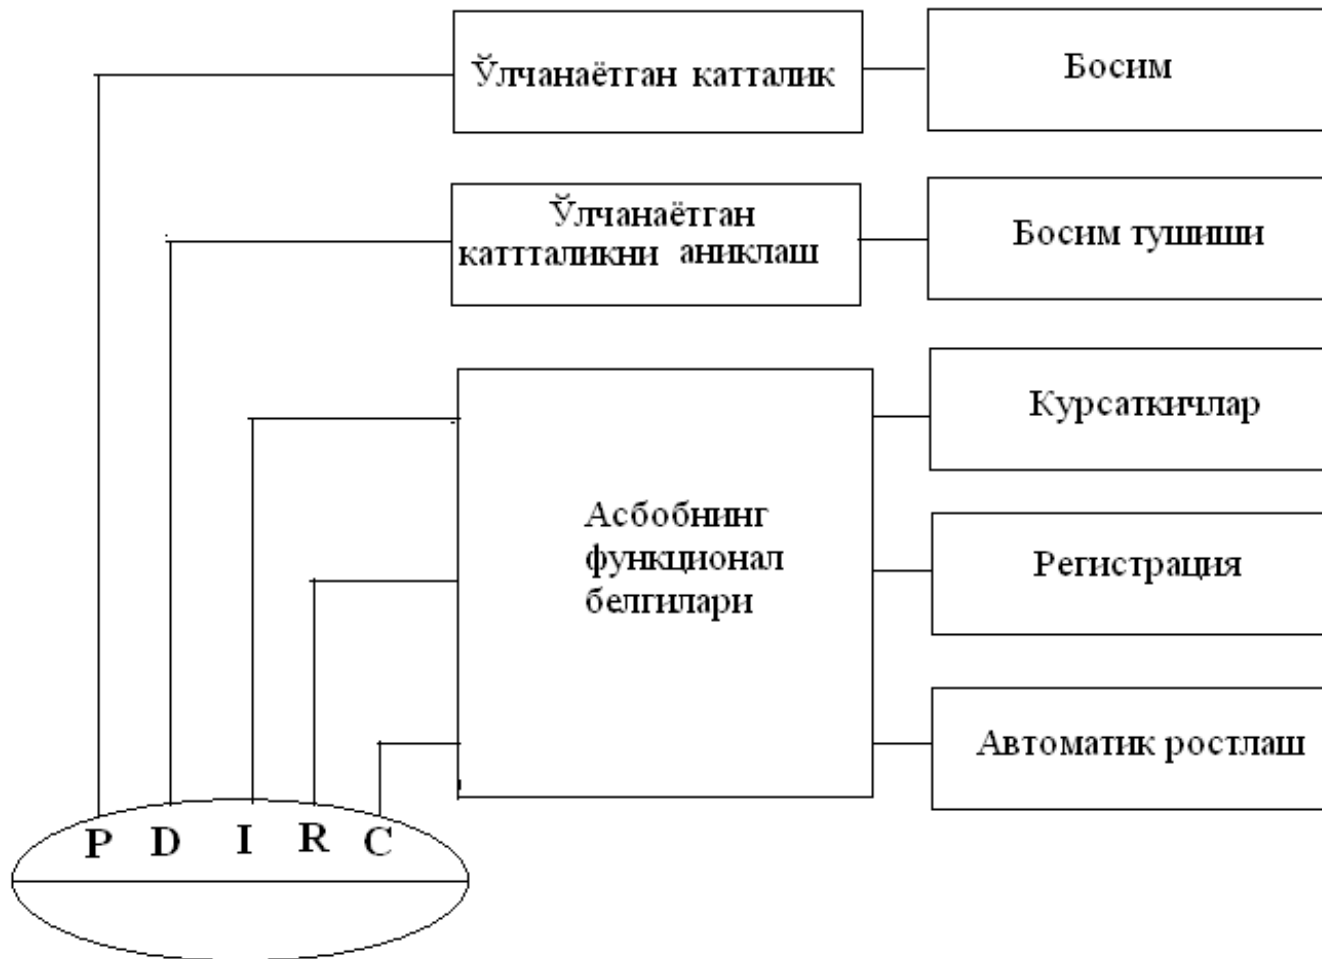 Ўлчанаётган катталик
Босим
Ўлчанаётган
каттталикни аниклаш
Босим тушиши
Курсаткичлар
Асбобнинг
функционал
белгилари
Регистрация
Автоматик ростлаш
P D I R C